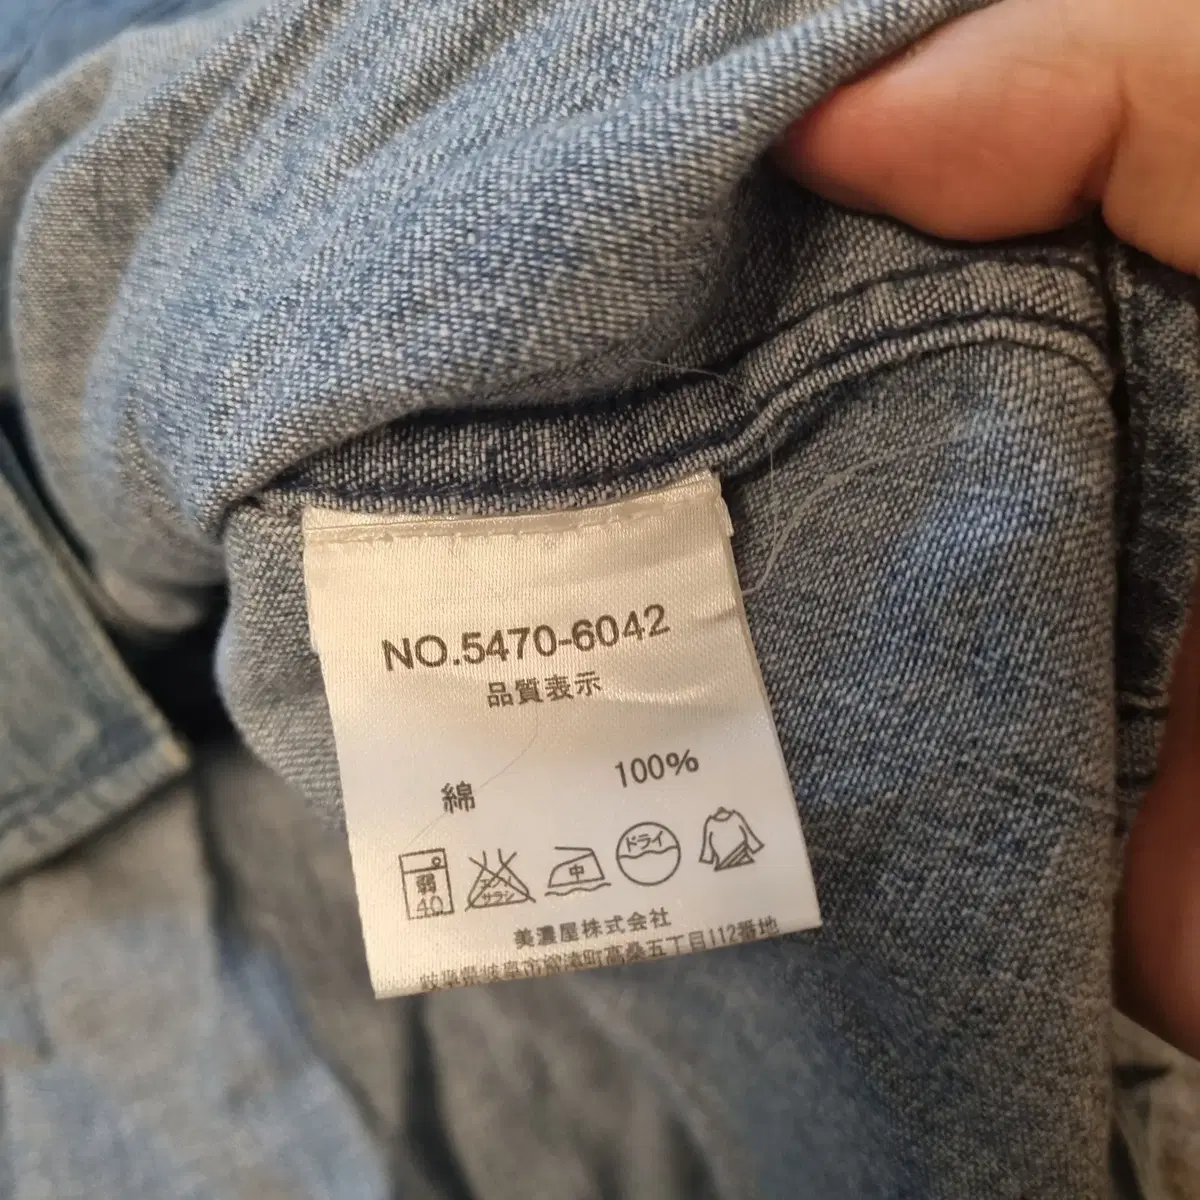 NO.5470-6042
品質表示
綿 100%
弱 40 エンソ サラシ 中 ドライ
美濃屋株式会社
岐阜県岐阜市柳津町高桑五丁目112番地